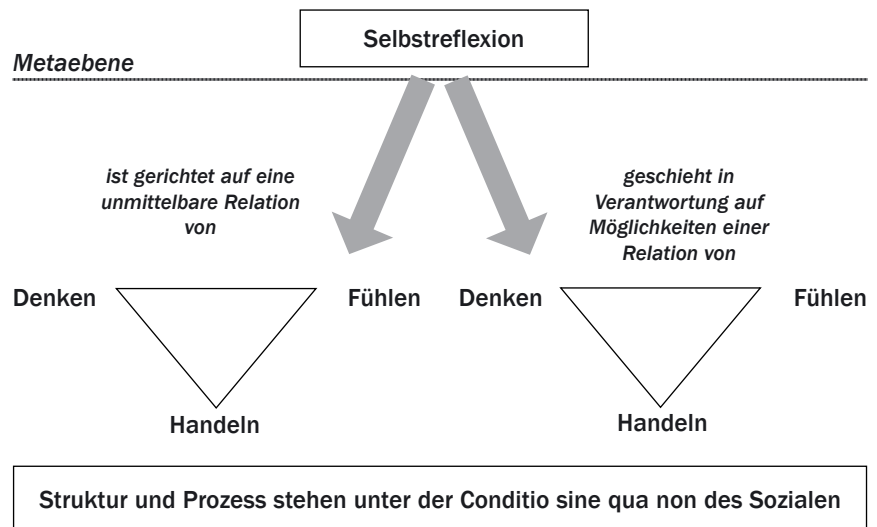 Selbstreflexion
Metaebene
ist gerichtet auf eine
unmittelbare Relation
von
geschieht in
Verantwortung auf
Möglichkeiten einer
Relation von
Denken
Fühlen
Denken
Fühlen
Handeln
Handeln
Struktur und Prozess stehen unter der Conditio sine qua non des Sozialen